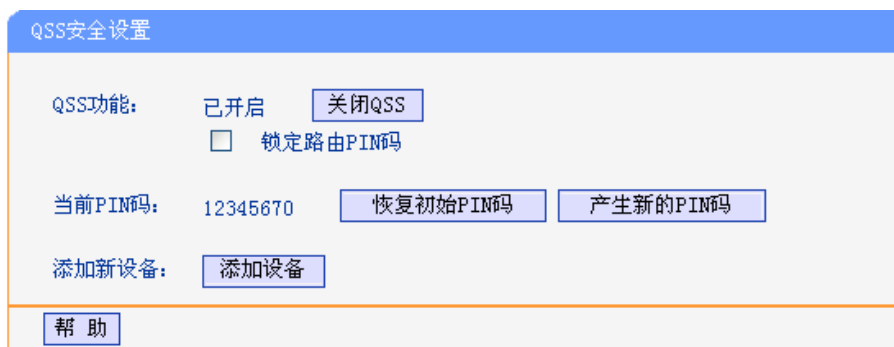 QSS安全设置
QSS功能: 已开启 关闭QSS
锁定路由PIN码
当前PIN码: 12345670 恢复初始PIN码 产生新的PIN码
添加新设备: 添加设备
帮 助